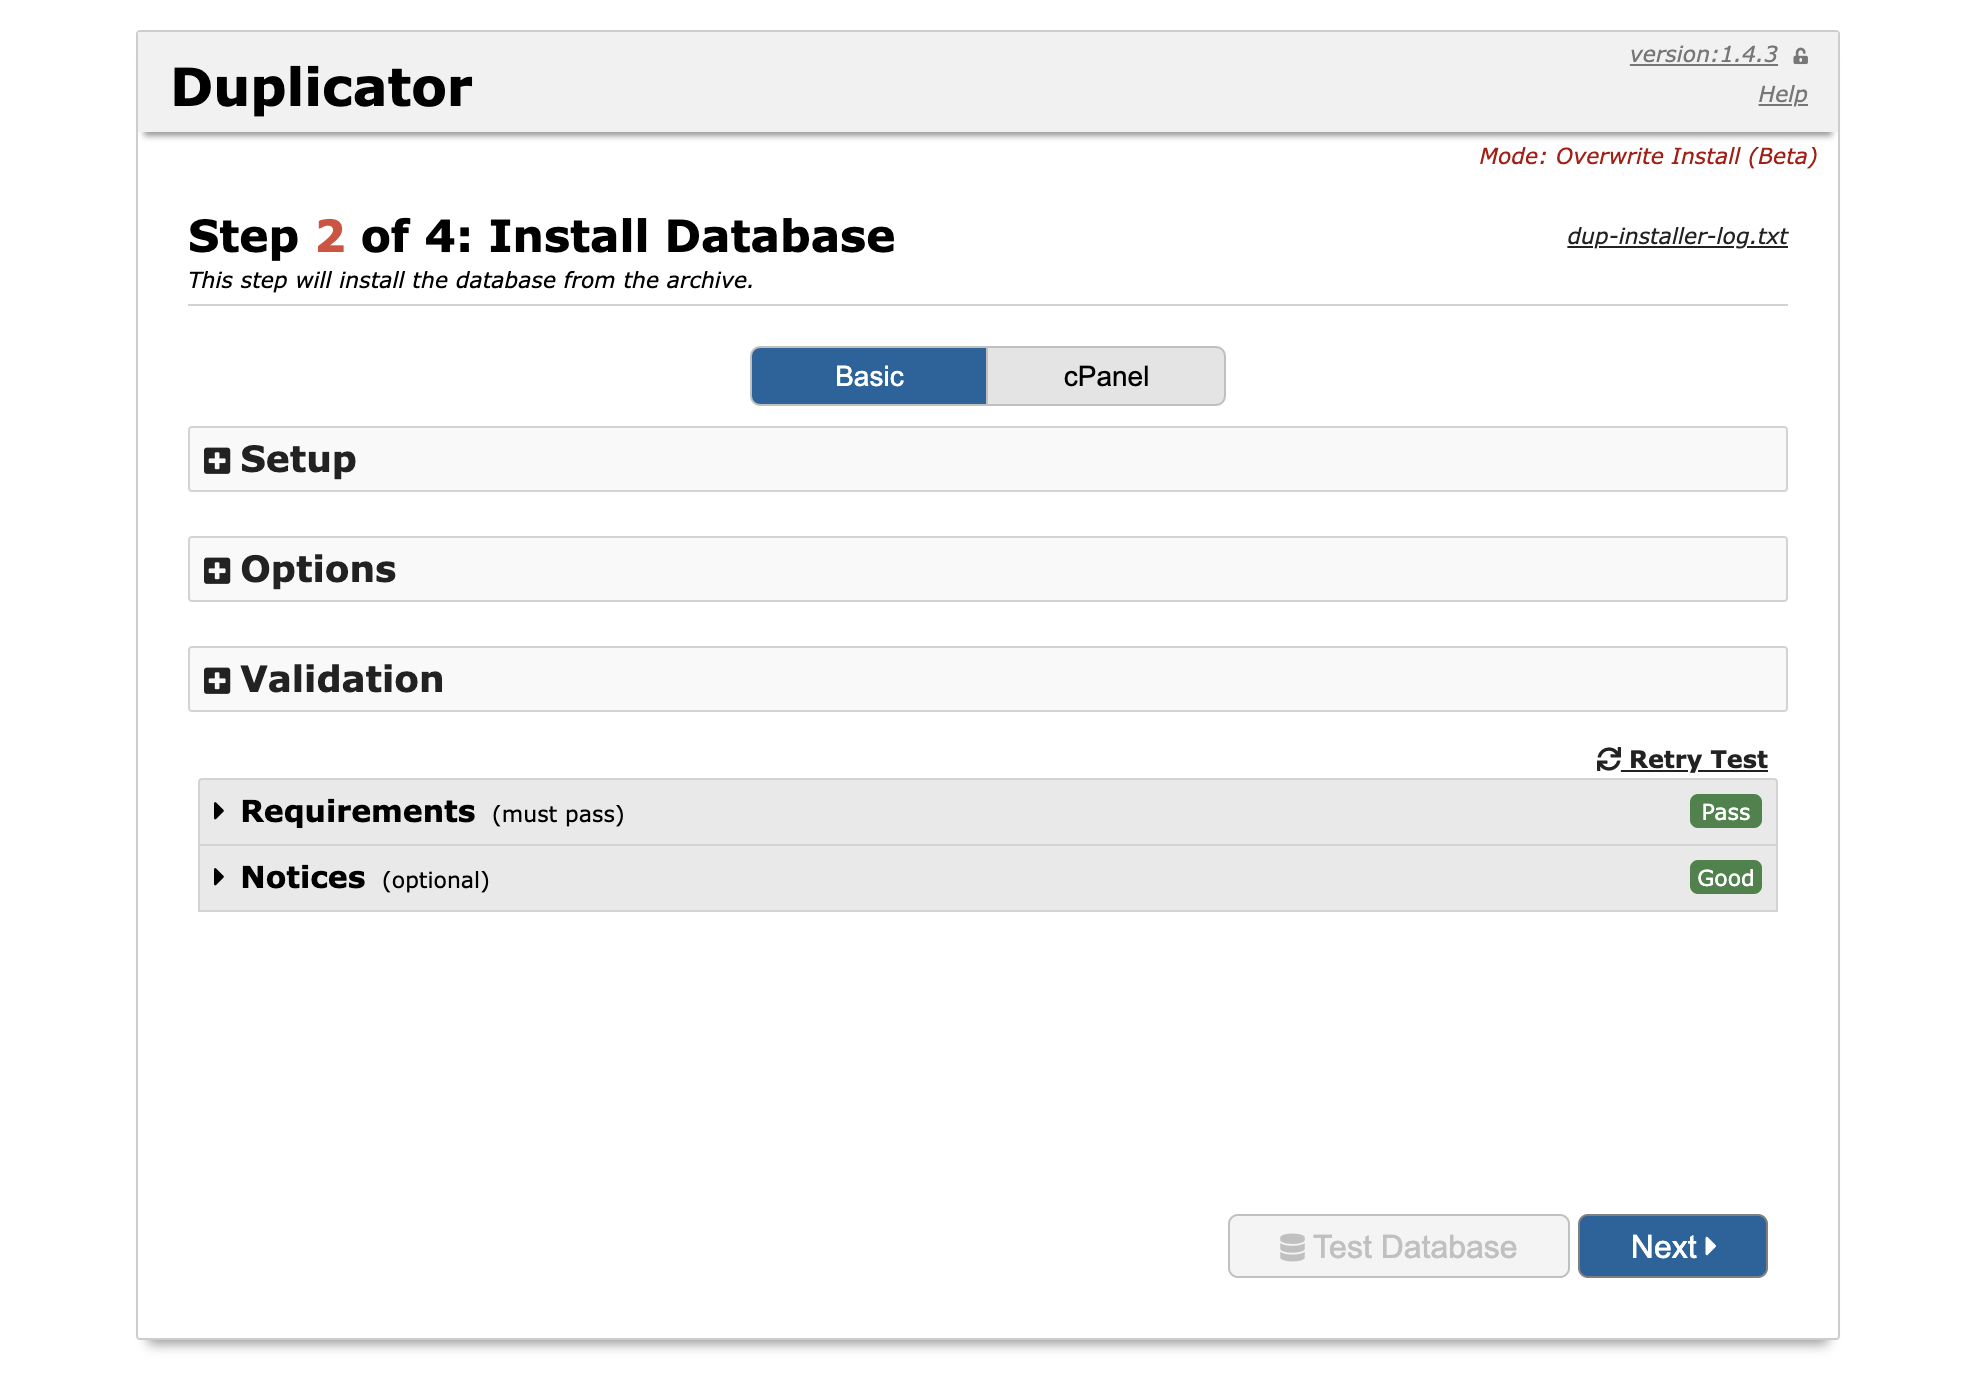 Duplicator
version:1.4.3
Help
Mode: Overwrite Install (Beta)
Step 2 of 4: Install Database
dup-installer-log.txt
This step will install the database from the archive.
Basic
cPanel
Setup
Options
Validation
Retry Test
Requirements (must pass)
Pass
Notices (optional)
Good
Test Database
Next